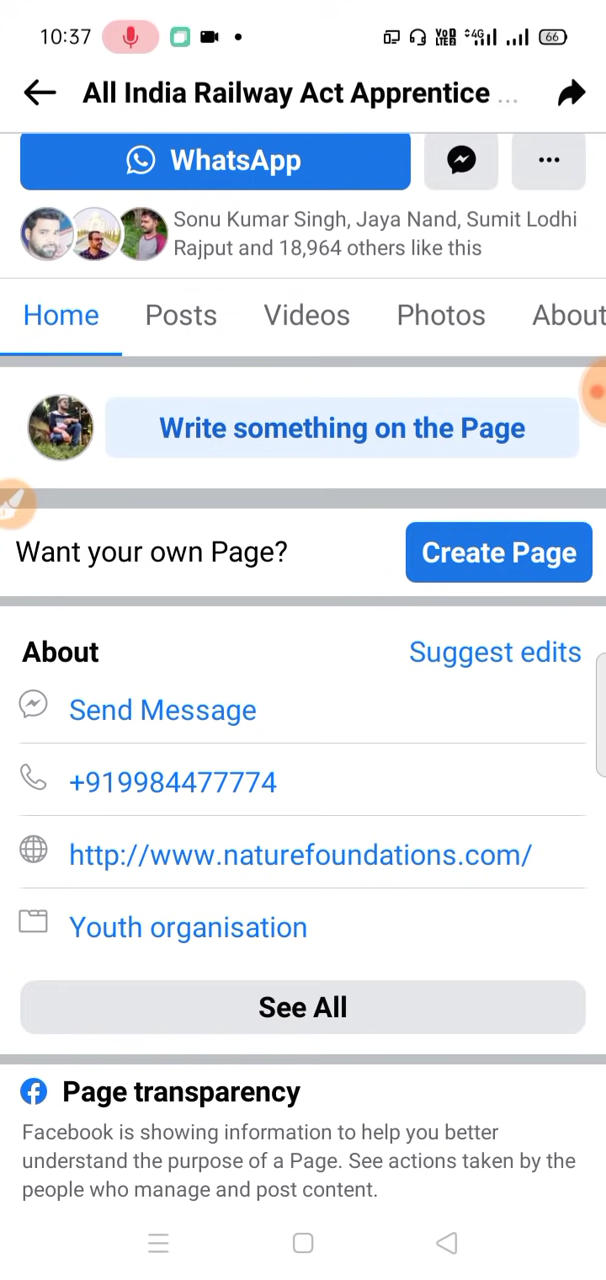 10:37
VoD LTE 4G 66
All India Railway Act Apprentice ...
WhatsApp
Sonu Kumar Singh, Jaya Nand, Sumit Lodhi
Rajput and 18,964 others like this
Home Posts Videos Photos About
Write something on the Page
Want your own Page? Create Page
About Suggest edits
Send Message
+919984477774
http://www.naturefoundations.com/
Youth organisation
See All
Page transparency
Facebook is showing information to help you better
understand the purpose of a Page. See actions taken by the
people who manage and post content.